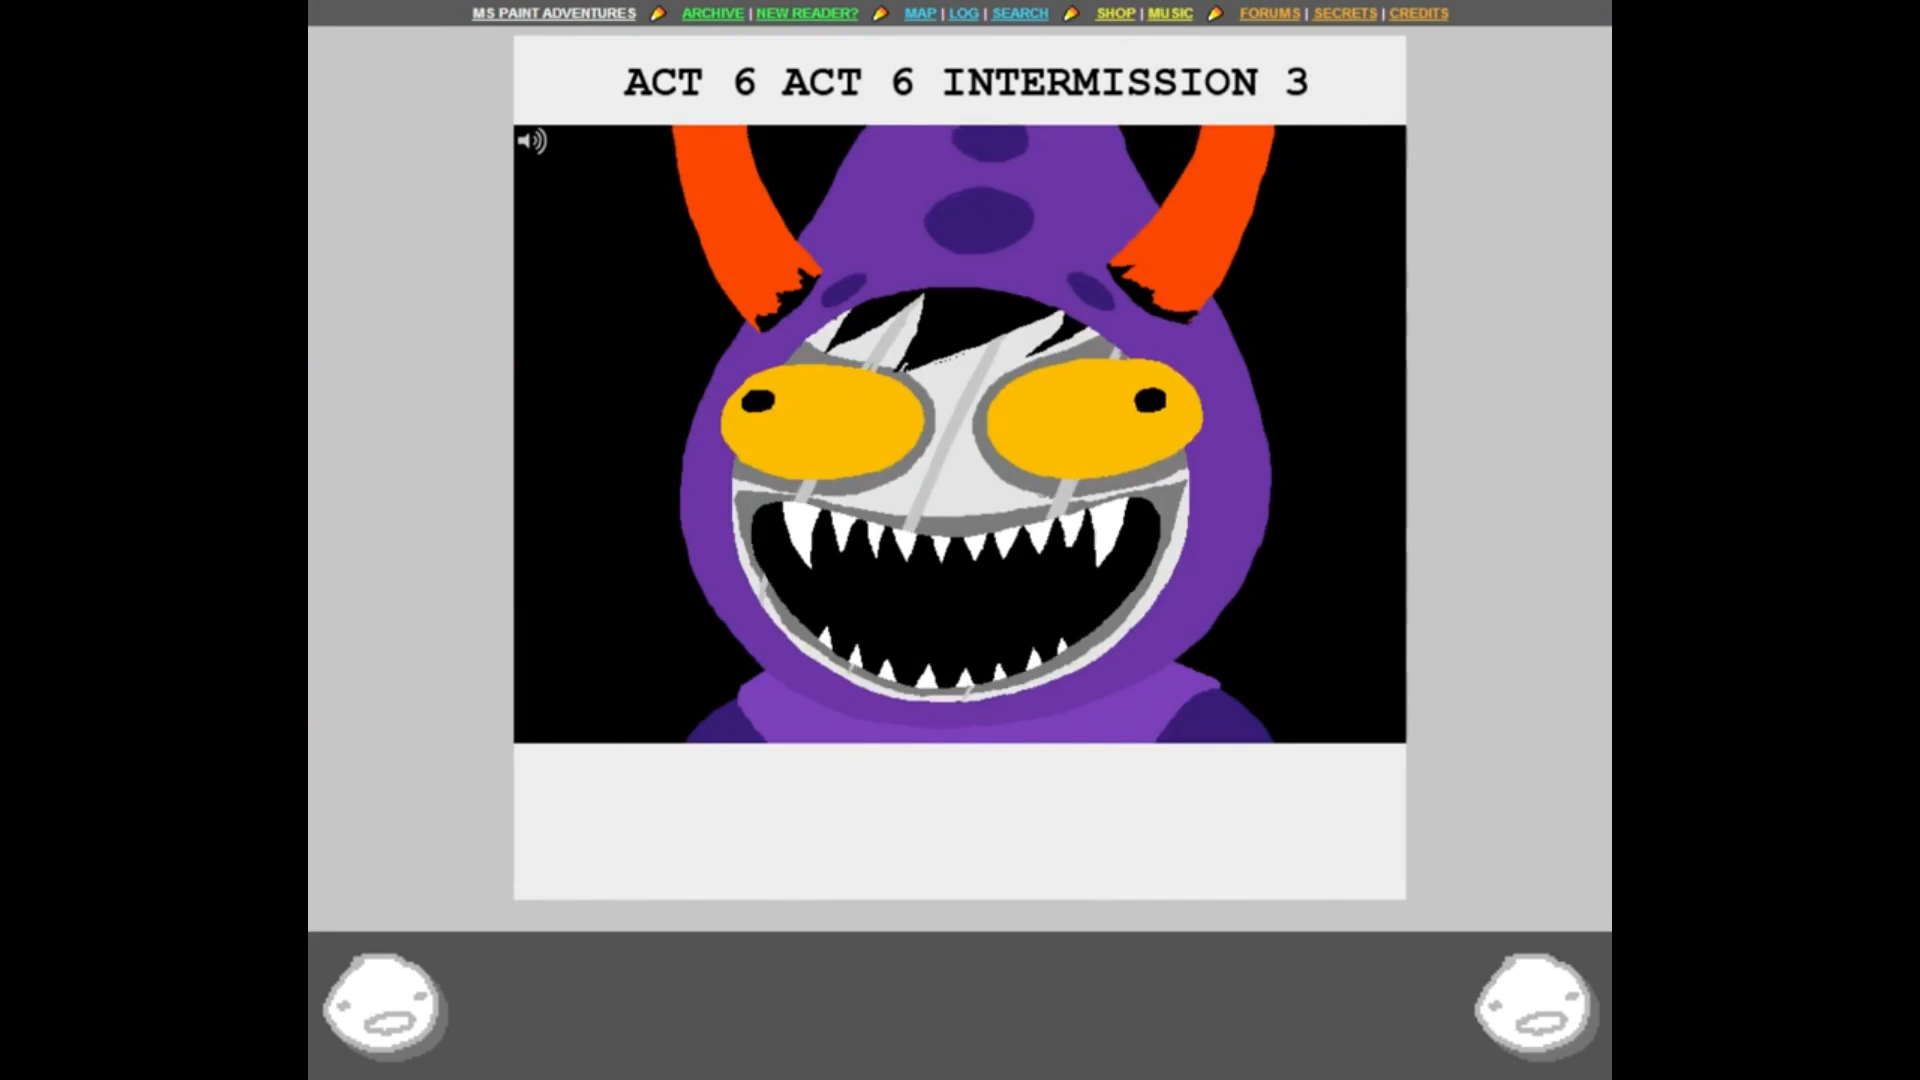 MS PAINT ADVENTURES ARCHIVE | NEW READER? MAP | LOG | SEARCH SHOP | MUSIC FORUMS | SECRETS | CREDITS
ACT 6 ACT 6 INTERMISSION 3